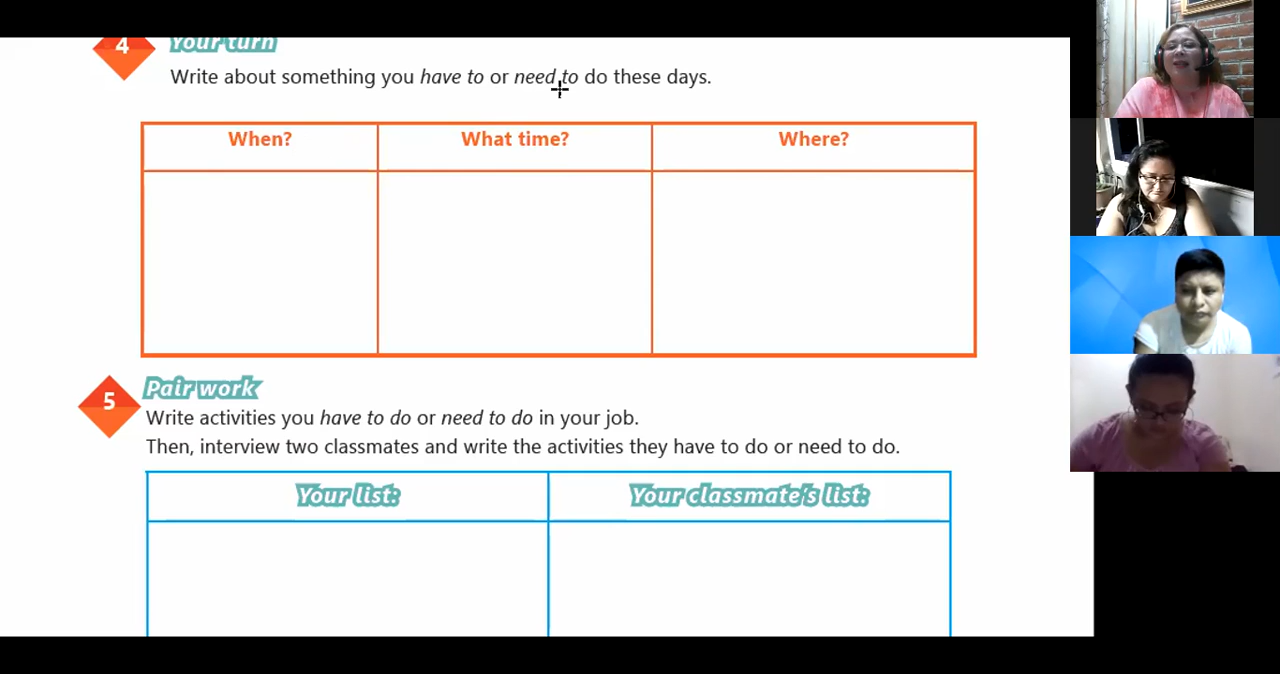 4
Your turn
Write about something you have to or need to do these days.
When? What time? Where?
5
Pair work
Write activities you have to do or need to do in your job.
Then, interview two classmates and write the activities they have to do or need to do.
Your list: Your classmate's list: